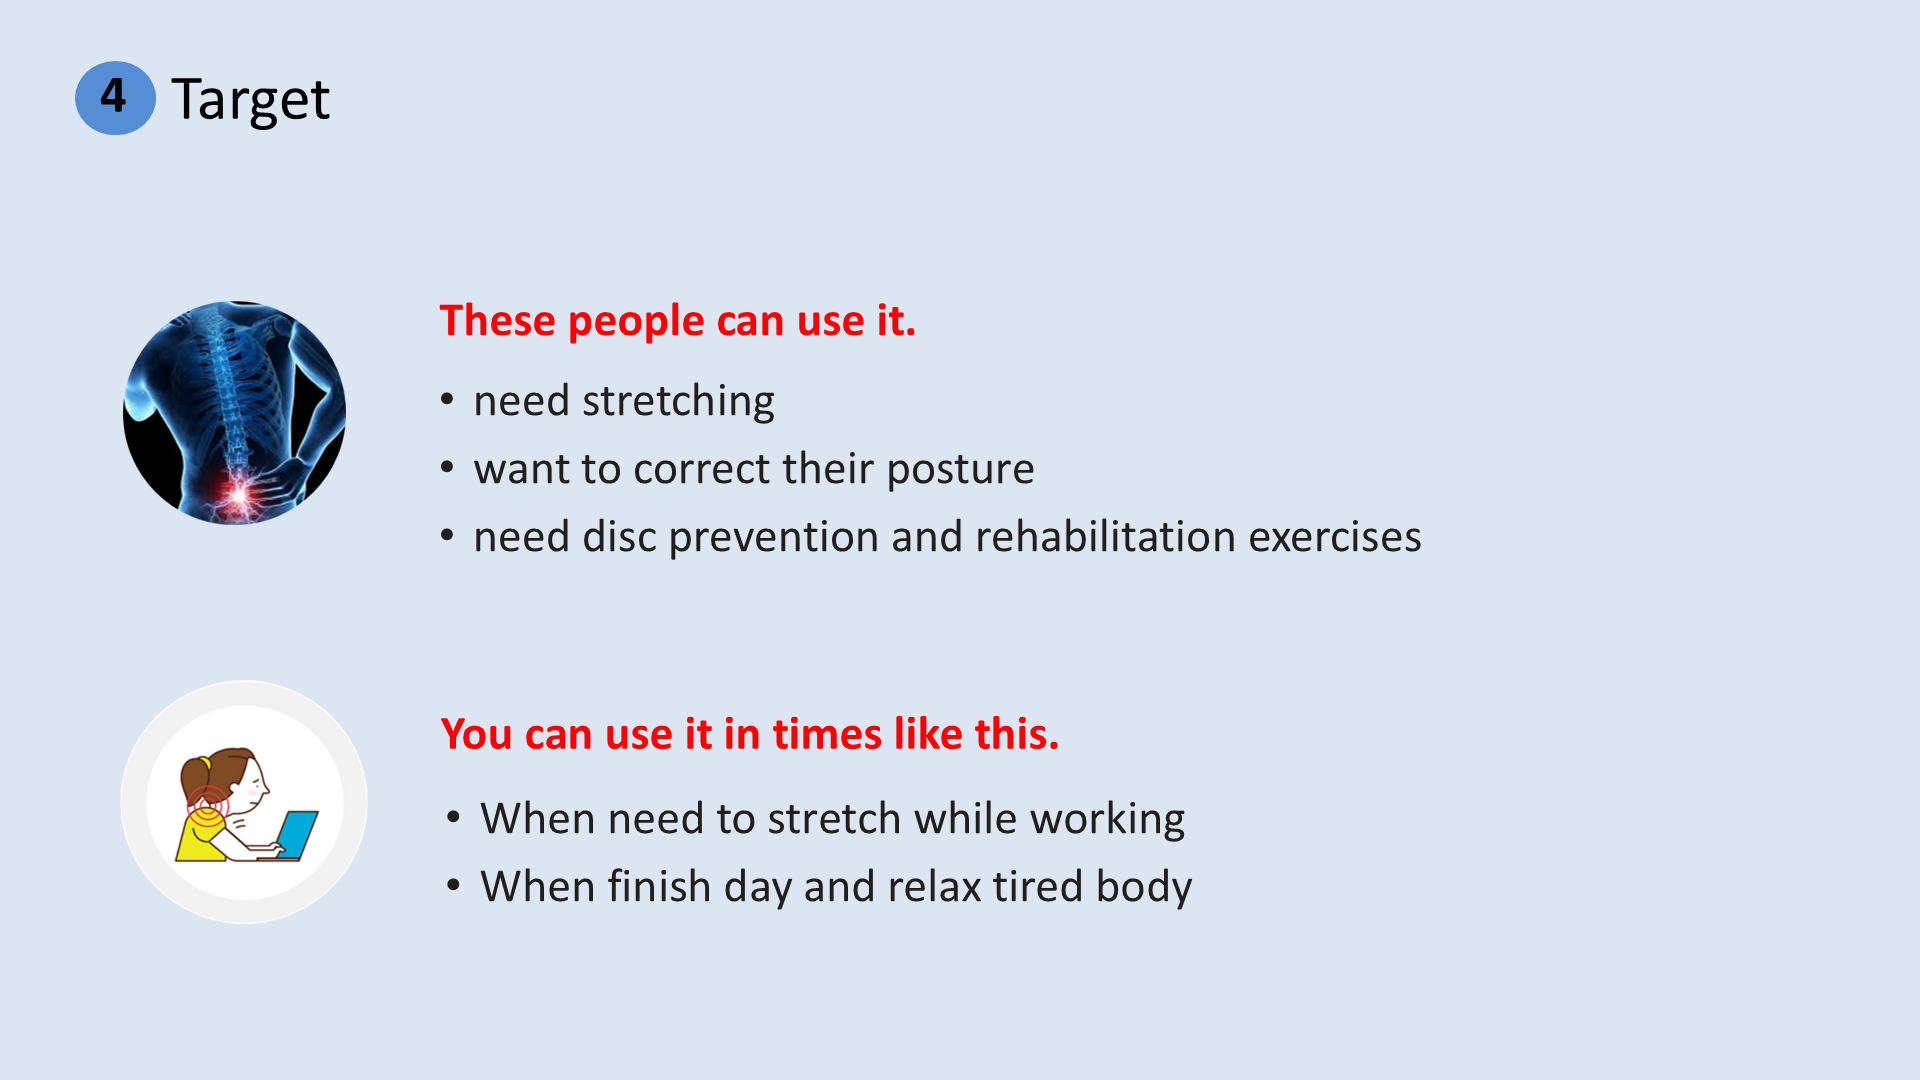 4 Target
These people can use it.
• need stretching
• want to correct their posture
• need disc prevention and rehabilitation exercises
You can use it in times like this.
• When need to stretch while working
• When finish day and relax tired body